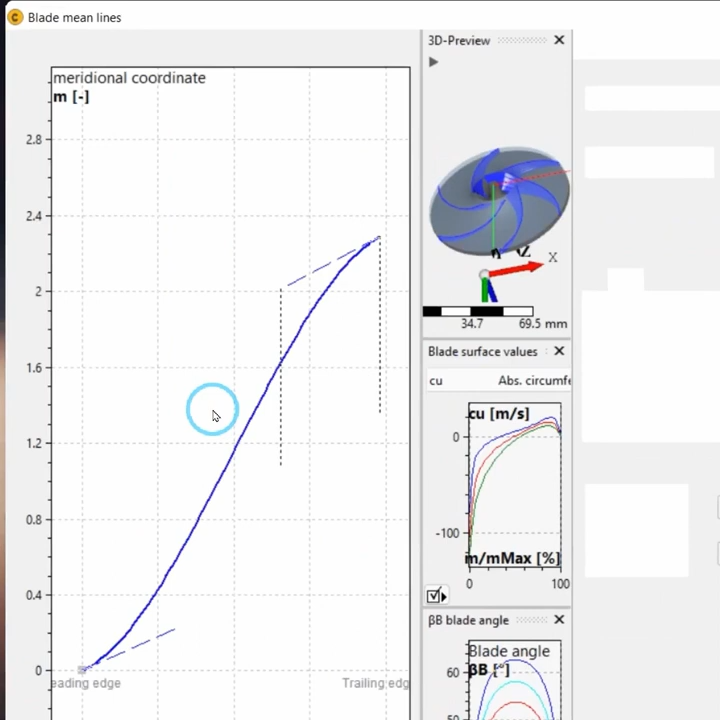 Blade mean lines
meridional coordinate
m [-]
2.8
2.4
2
1.6
1.2
0.8
0.4
0
eading edge
Trailing edg
3D-Preview
X
34.7
69.5 mm
Blade surface values
cu
Abs. circumfe
cu [m/s]
0
-100
m/mMax [%]
0
100
βB blade angle
Blade angle
βB [°]
60
50